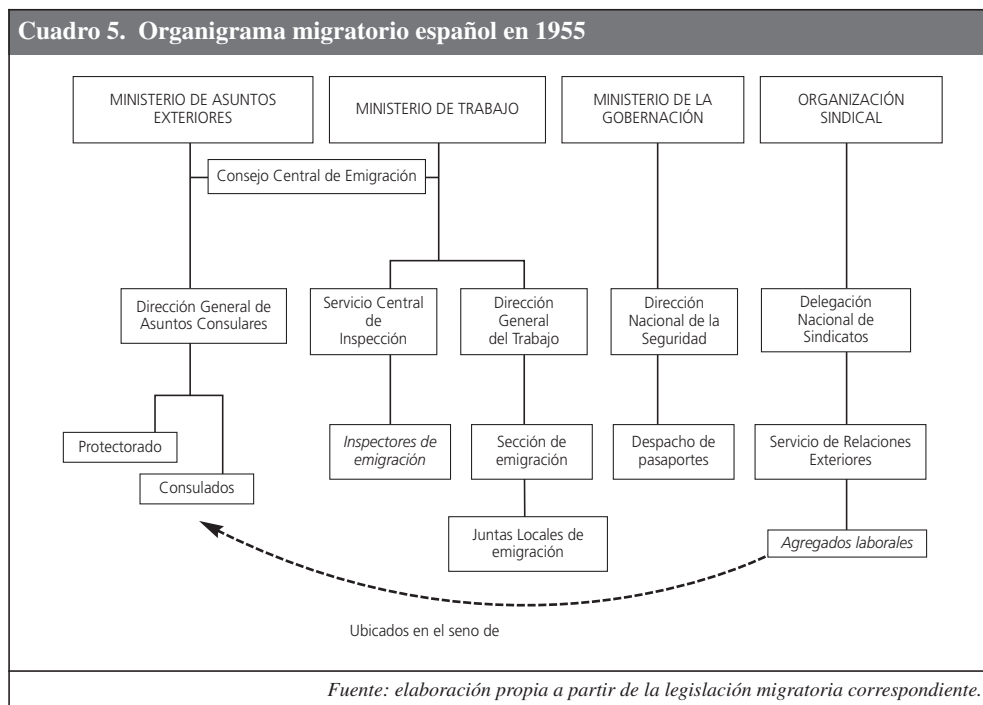 Cuadro 5. Organigrama migratorio español en 1955
MINISTERIO DE ASUNTOS
EXTERIORES
MINISTERIO DE TRABAJO
MINISTERIO DE LA
GOBERNACIÓN
ORGANIZACIÓN
SINDICAL
Consejo Central de Emigración
Dirección General de
Asuntos Consulares
Servicio Central
de
Inspección
Dirección
General
del Trabajo
Dirección
Nacional de la
Seguridad
Delegación
Nacional de
Sindicatos
Protectorado
Consulados
Inspectores de
emigración
Sección de
emigración
Despacho de
pasaportes
Servicio de Relaciones
Exteriores
Juntas Locales de
emigración
Agregados laborales
Ubicados en el seno de
Fuente: elaboración propia a partir de la legislación migratoria correspondiente.